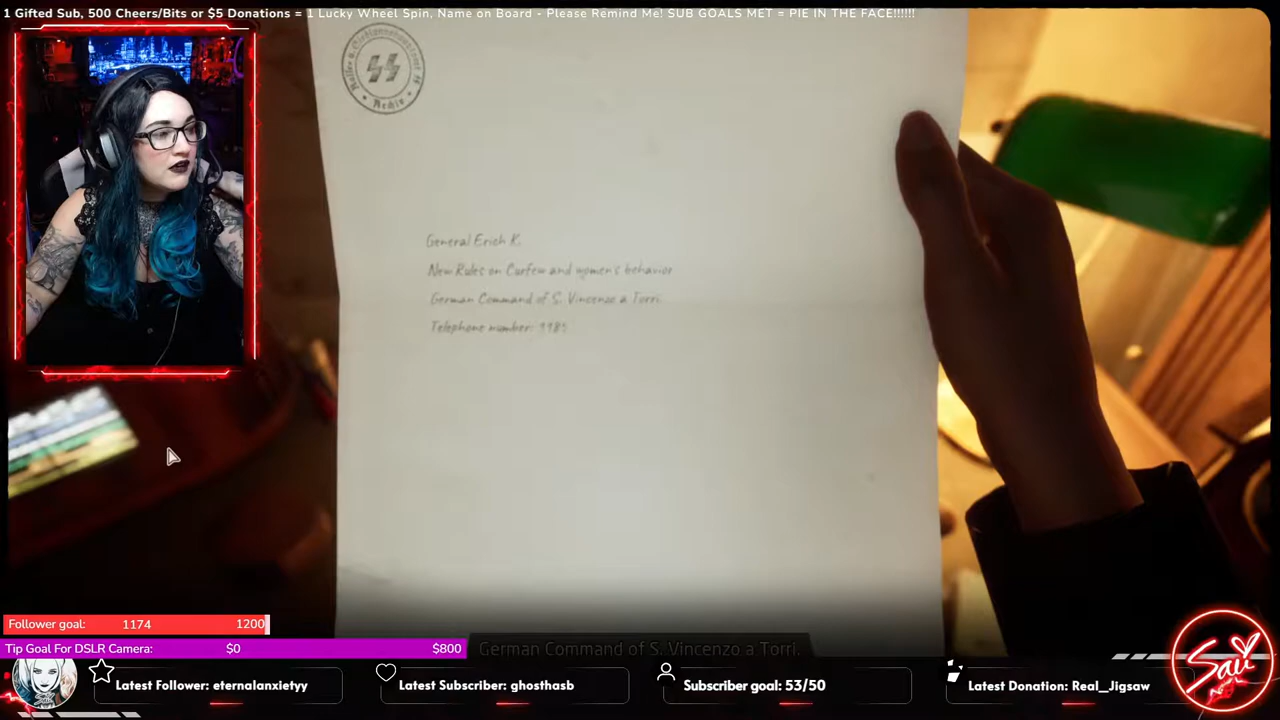 1 Gifted Sub, 500 Cheers/Bits or $5 Donations = 1 Lucky Wheel Spin, Name on Board - Please Remind Me! SUB GOALS MET = PIE IN THE FACE!!!!!!
Archiv
General Erich K.
New Rules on Curfew and women's behavior
German Command of S. Vincenzo a Torri.
Telephone number:
German Command of S. Vincenzo a Torri.
Follower goal: 1174 1200
Tip Goal For DSLR Camera: $0 $800
Latest Follower: eternalanxietyy
Latest Subscriber: ghosthasb
Subscriber goal: 53/50
Latest Donation: Real__Jigsaw
Sav